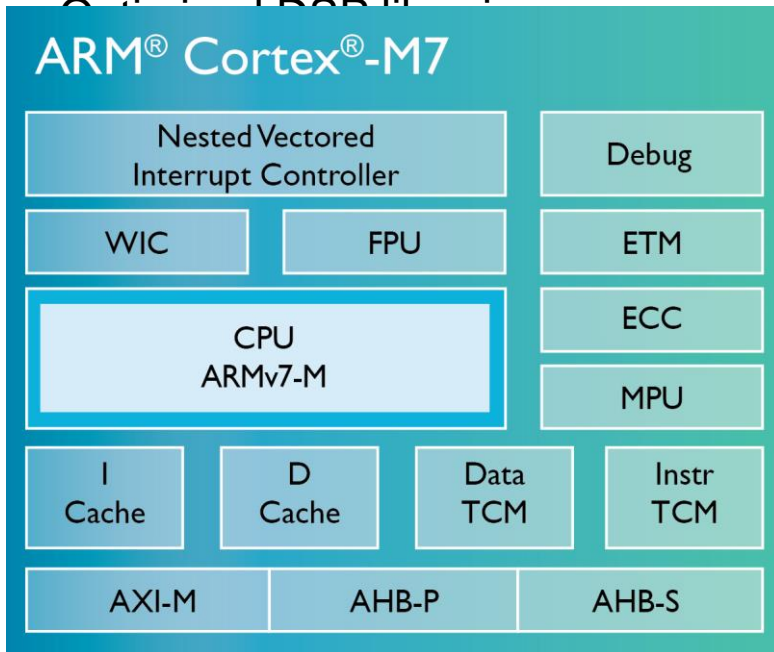 ARM® Cortex®-M7
Nested Vectored
Interrupt Controller
Debug
WIC
FPU
ETM
CPU
ARMv7-M
ECC
MPU
I
Cache
D
Cache
Data
TCM
Instr
TCM
AXI-M
AHB-P
AHB-S